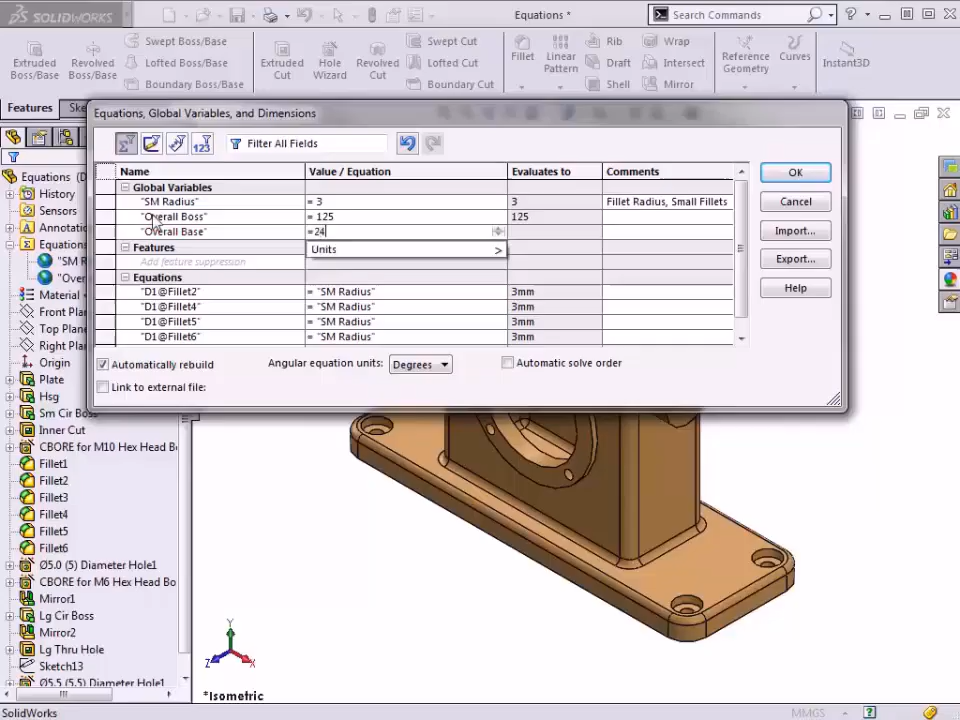 SOLIDWORKS
Equations *
Search Commands
Extruded Boss/Base
Revolved Boss/Base
Swept Boss/Base
Lofted Boss/Base
Boundary Boss/Base
Extruded Cut
Hole Wizard
Revolved Cut
Swept Cut
Lofted Cut
Boundary Cut
Fillet
Linear Pattern
Rib
Draft
Shell
Wrap
Intersect
Mirror
Reference Geometry
Curves
Instant3D
Features
Ske
Equations, Global Variables, and Dimensions
Filter All Fields
Name Value / Equation Evaluates to Comments
Global Variables
"SM Radius" = 3 3 Fillet Radius, Small Fillets
"Overall Boss" = 125 125
"Overall Base" =24
Features Units >
Add feature suppression
Equations
"D1@Fillet2" = "SM Radius" 3mm
"D1@Fillet4" = "SM Radius" 3mm
"D1@Fillet5" = "SM Radius" 3mm
"D1@Fillet6" = "SM Radius" 3mm
OK
Cancel
Import...
Export...
Help
Automatically rebuild
Angular equation units: Degrees
Automatic solve order
Link to external file:
Equations (D
History
Sensors
Annotatio
Equations
"SM R
"Over
Material
Front Plan
Top Plane
Right Plan
Origin
Plate
Hsg
Sm Cir Bos
Inner Cut
CBORE for M10 Hex Head Bo
Fillet1
Fillet2
Fillet3
Fillet4
Fillet5
Fillet6
Ø5.0 (5) Diameter Hole1
CBORE for M6 Hex Head Bo
Mirror1
Lg Cir Boss
Mirror2
Lg Thru Hole
Sketch13
Ø5.5 (5.5) Diameter Hole1
Y
Z
X
*Isometric
SolidWorks
MMGS